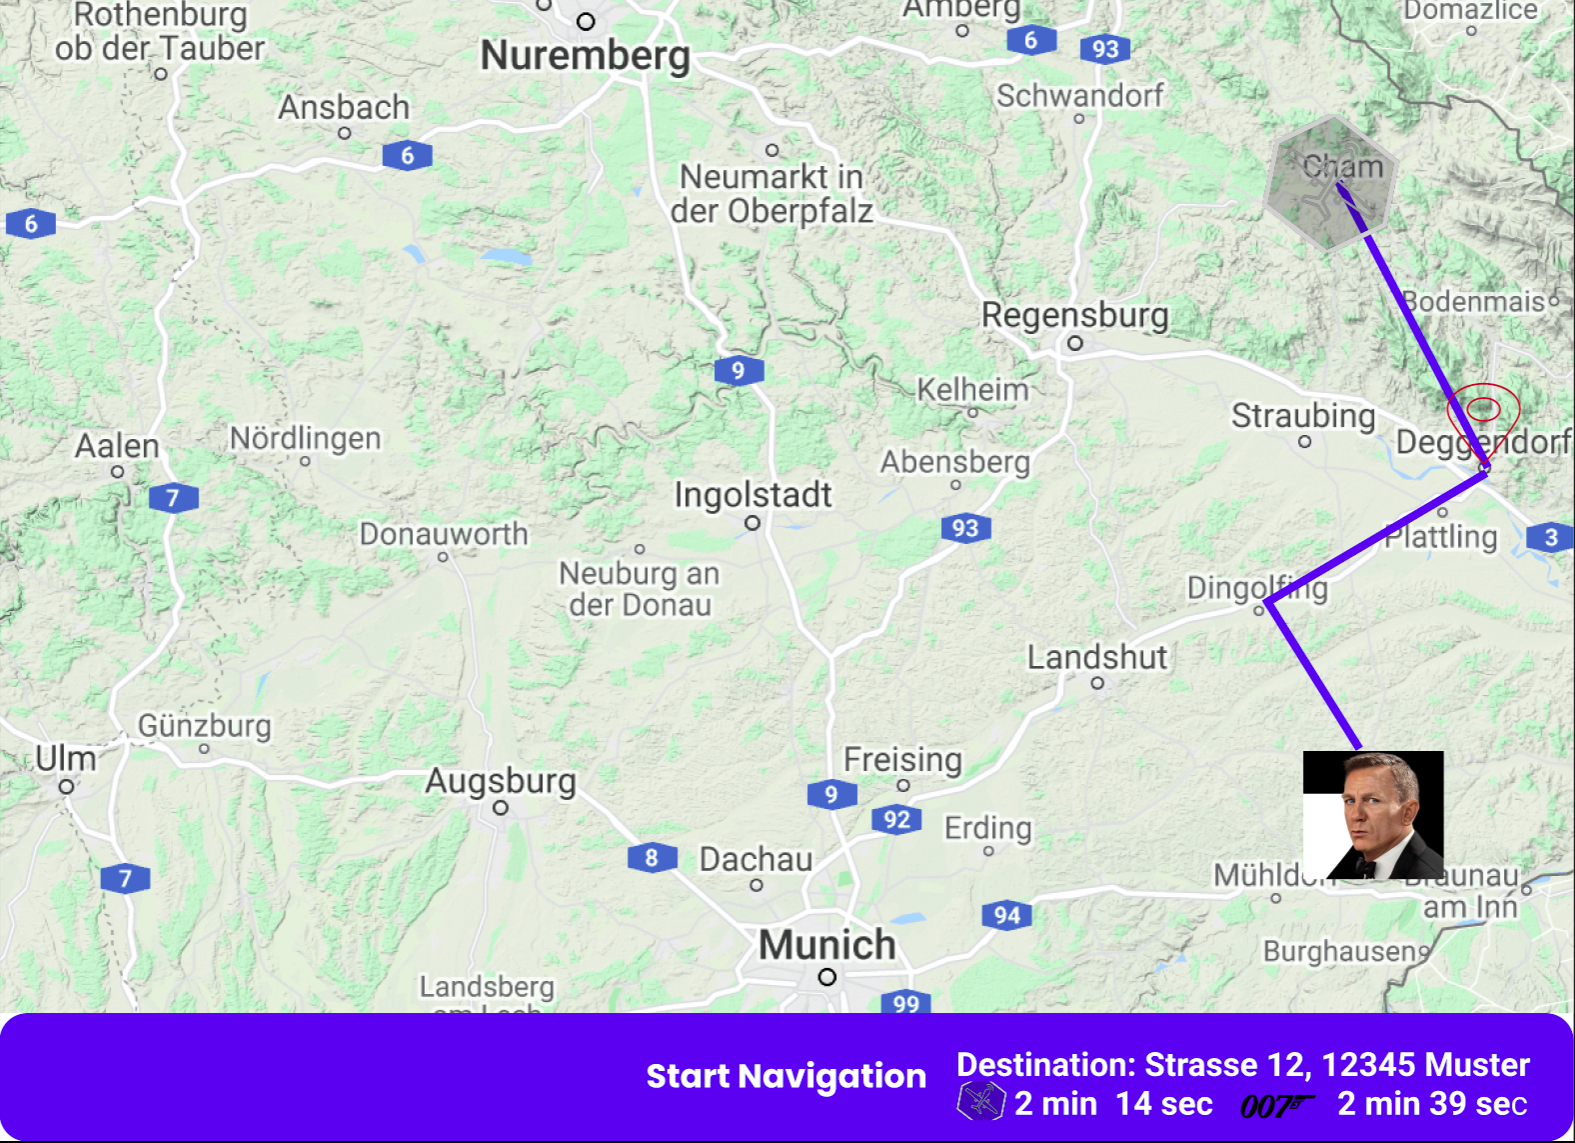 Rothenburg
ob der Tauber
Nuremberg
Amberg
Domazlice
6
93
Schwandorf
Ansbach
6
Neumarkt in
der Oberpfalz
Cham
6
Bodenmais
Regensburg
9
Kelheim
Straubing
Deggendorf
Aalen
Nördlingen
Abensberg
7
Ingolstadt
Donauworth
93
Plattling
3
Neuburg an
der Donau
Dingolfing
Landshut
Günzburg
Ulm
Augsburg
Freising
9
92
Erding
8
Dachau
7
Mühldorf
Braunau
am Inn
94
Munich
Burghausen
Landsberg
am Lech
99
Start Navigation
Destination: Strasse 12, 12345 Muster
2 min 14 sec 007 2 min 39 sec